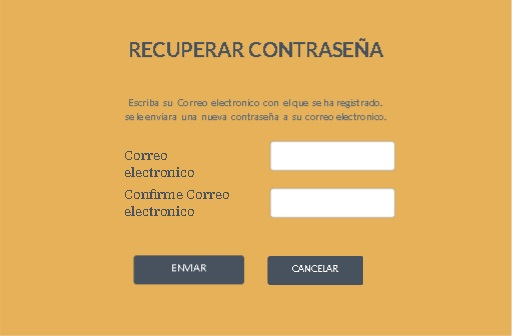 RECUPERAR CONTRASEÑA
Escriba su Correo electronico con el que se ha registrado.
se le enviara una nueva contraseña a su correo electronico.
Correo
electronico
Confirme Correo
electronico
ENVIAR
CANCELAR